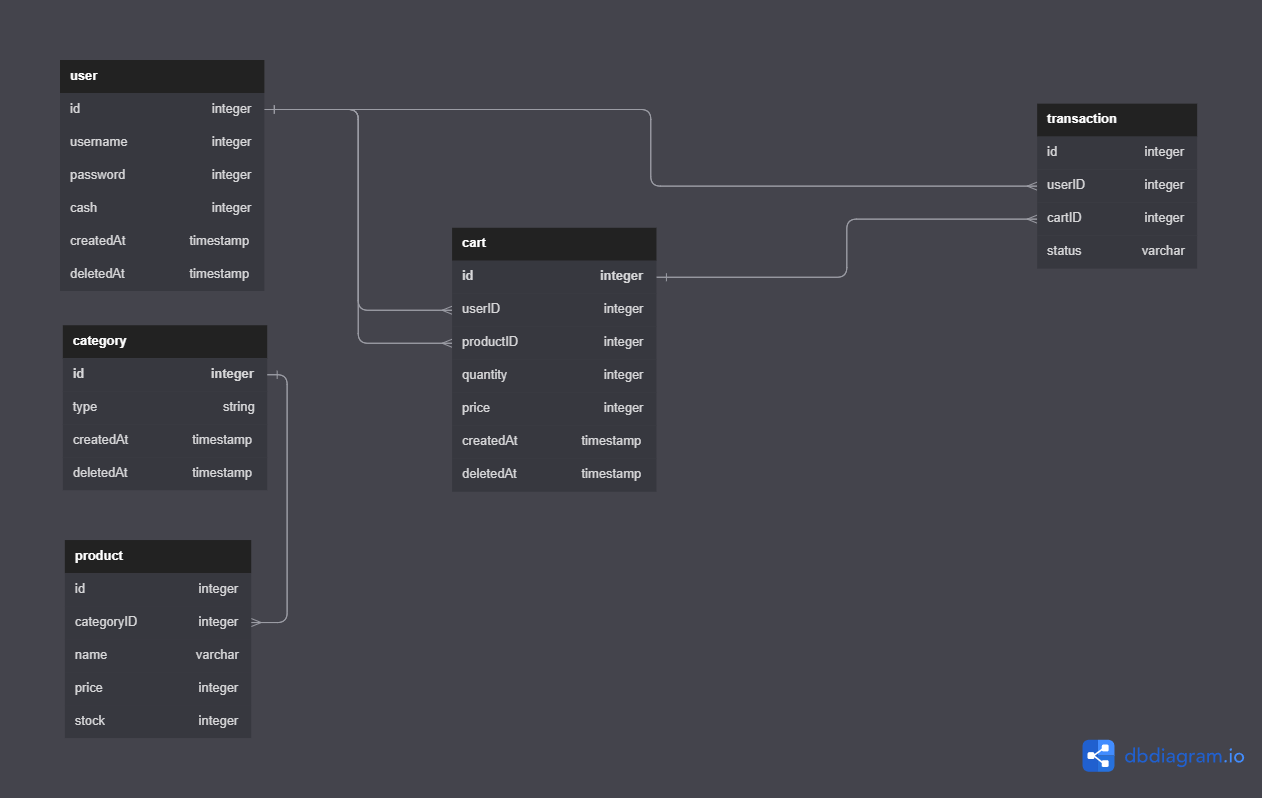 user
id integer
username integer
password integer
cash integer
createdAt timestamp
deletedAt timestamp
category
id integer
type string
createdAt timestamp
deletedAt timestamp
product
id integer
categoryID integer
name varchar
price integer
stock integer
cart
id integer
userID integer
productID integer
quantity integer
price integer
createdAt timestamp
deletedAt timestamp
transaction
id integer
userID integer
cartID integer
status varchar
dbdiagram.io